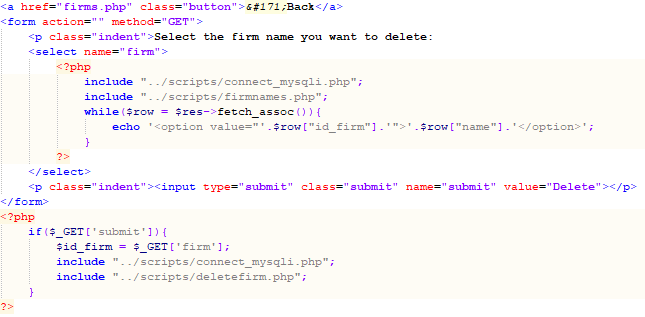 <a href="firms.php" class="button">&#171;Back</a>
<form action="" method="GET">
<p class="indent">Select the firm name you want to delete:
<select name="firm">
<?php
include "../scripts/connect_mysqli.php";
include "../scripts/firmnames.php";
while($row = $res->fetch_assoc()){
echo '<option value="'.$row["id_firm"].'">'.$row["name"].'</option>';
}
?>
</select>
<p class="indent"><input type="submit" class="submit" name="submit" value="Delete"></p>
</form>
<?php
if($_GET['submit']){
$id_firm = $_GET['firm'];
include "../scripts/connect_mysqli.php";
include "../scripts/deletefirm.php";
}
?>